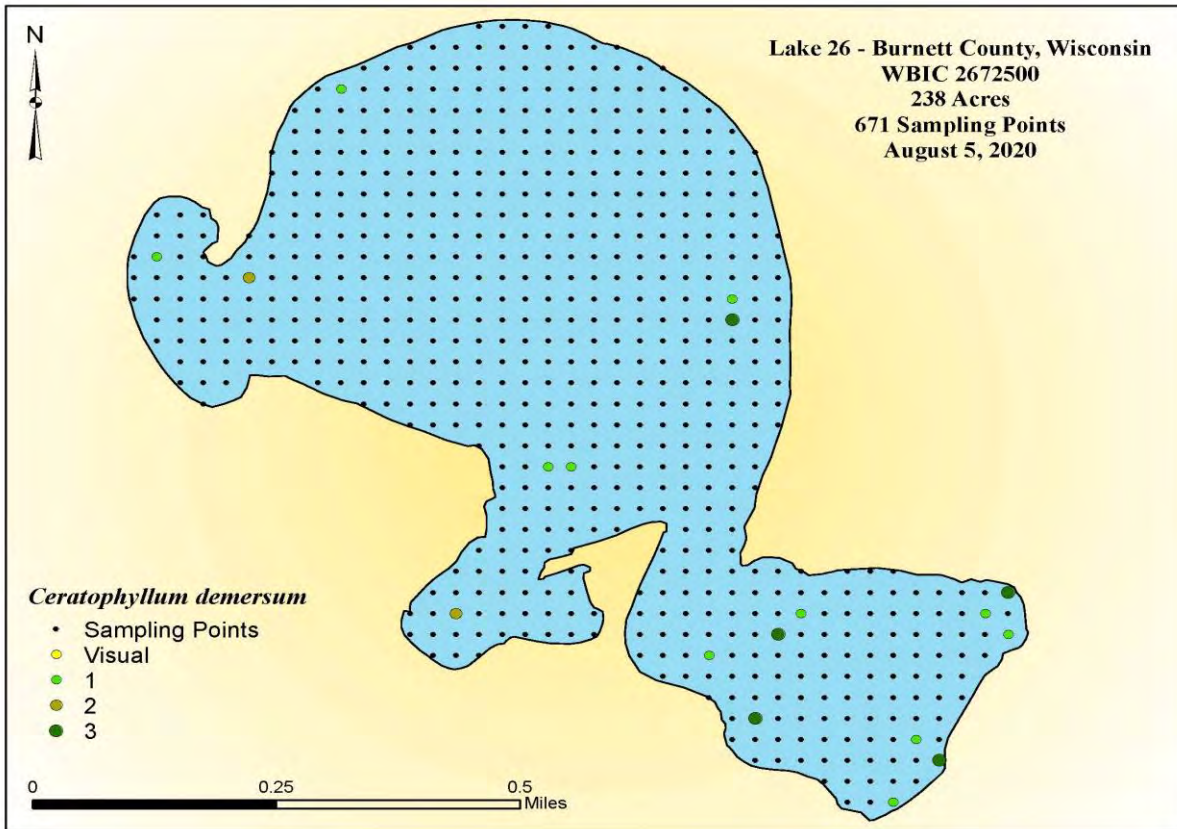 N
Lake 26 - Burnett County, Wisconsin
WBIC 2672500
238 Acres
671 Sampling Points
August 5, 2020
Ceratophyllum demersum
Sampling Points
Visual
1
2
3
0 0.25 0.5
Miles